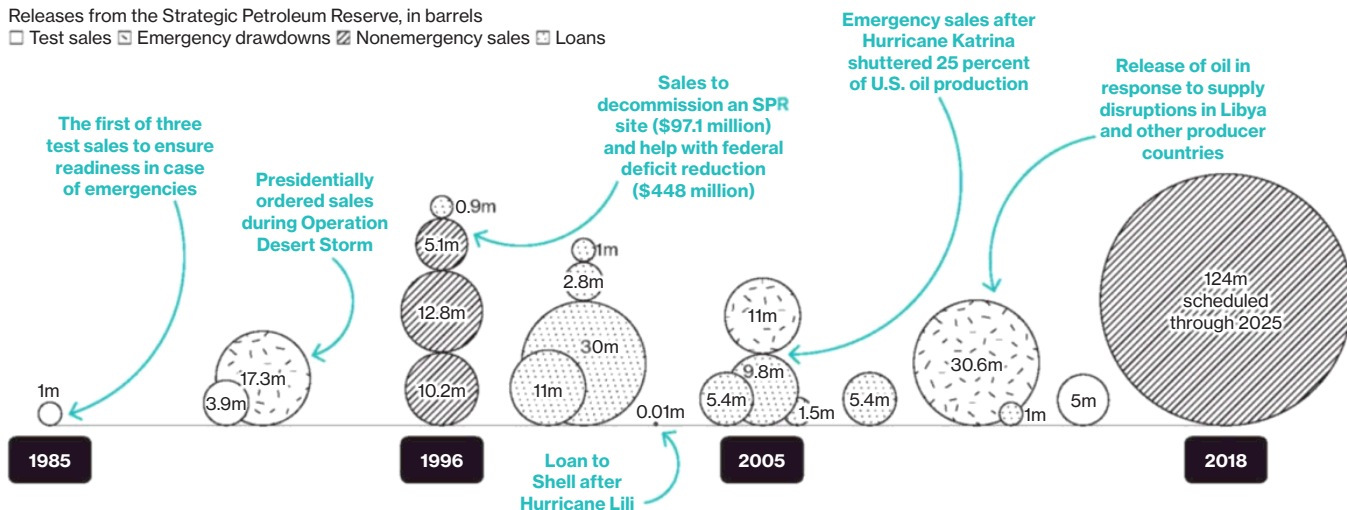 Releases from the Strategic Petroleum Reserve, in barrels
Test sales Emergency drawdowns Nonemergency sales Loans
The first of three
test sales to ensure
readiness in case
of emergencies
Presidentially
ordered sales
during Operation
Desert Storm
Sales to
decommission an SPR
site ($97.1 million)
and help with federal
deficit reduction
($448 million)
Emergency sales after
Hurricane Katrina
shuttered 25 percent
of U.S. oil production
Release of oil in
response to supply
disruptions in Libya
and other producer
countries
1m
3.9m
17.3m
0.9m
5.1m
12.8m
10.2m
1m
2.8m
30m
11m
0.01m
11m
9.8m
5.4m
1.5m
5.4m
30.6m
1m
5m
124m
scheduled
through 2025
1985
1996
2005
2018
Loan to
Shell after
Hurricane Lili